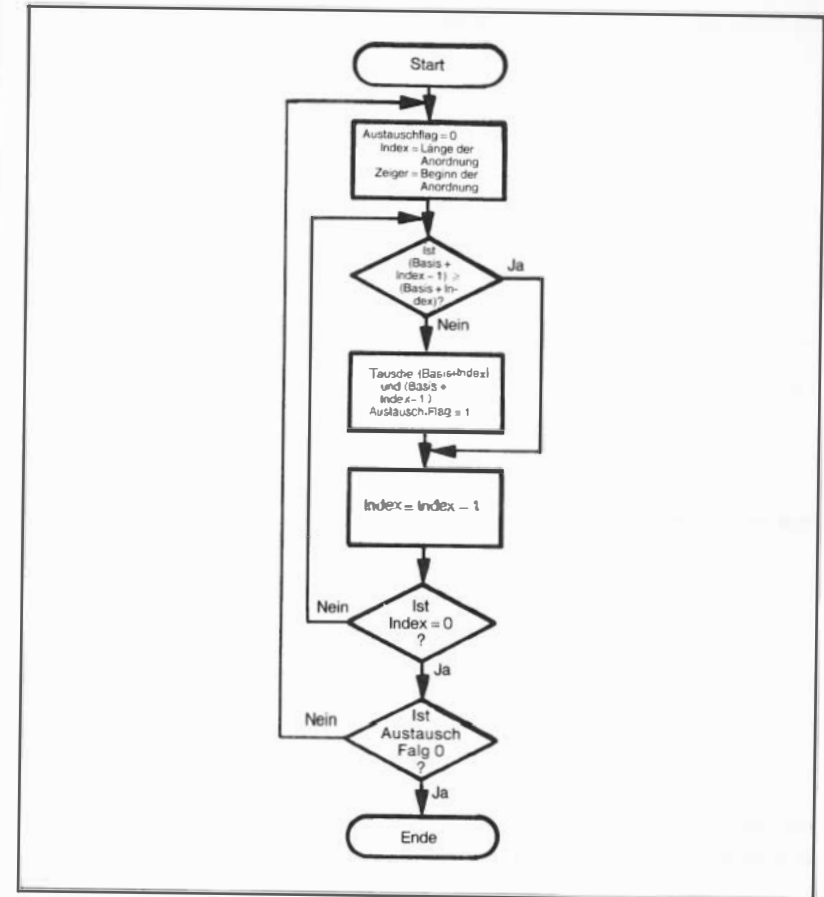 Start
Austauschflag = 0
Index = Länge der
Anordnung
Zeiger = Beginn der
Anordnung
Ist
(Basis +
Index – 1) ≥
(Basis + In-
dex)?
Ja
Nein
Tausche (Basis+Index)
und (Basis +
Index – 1)
Austausch.Flag = 1
Index = Index – 1
Nein
Ist
Index = 0
?
Ja
Nein
Ist
Austausch
Falg 0
?
Ja
Ende